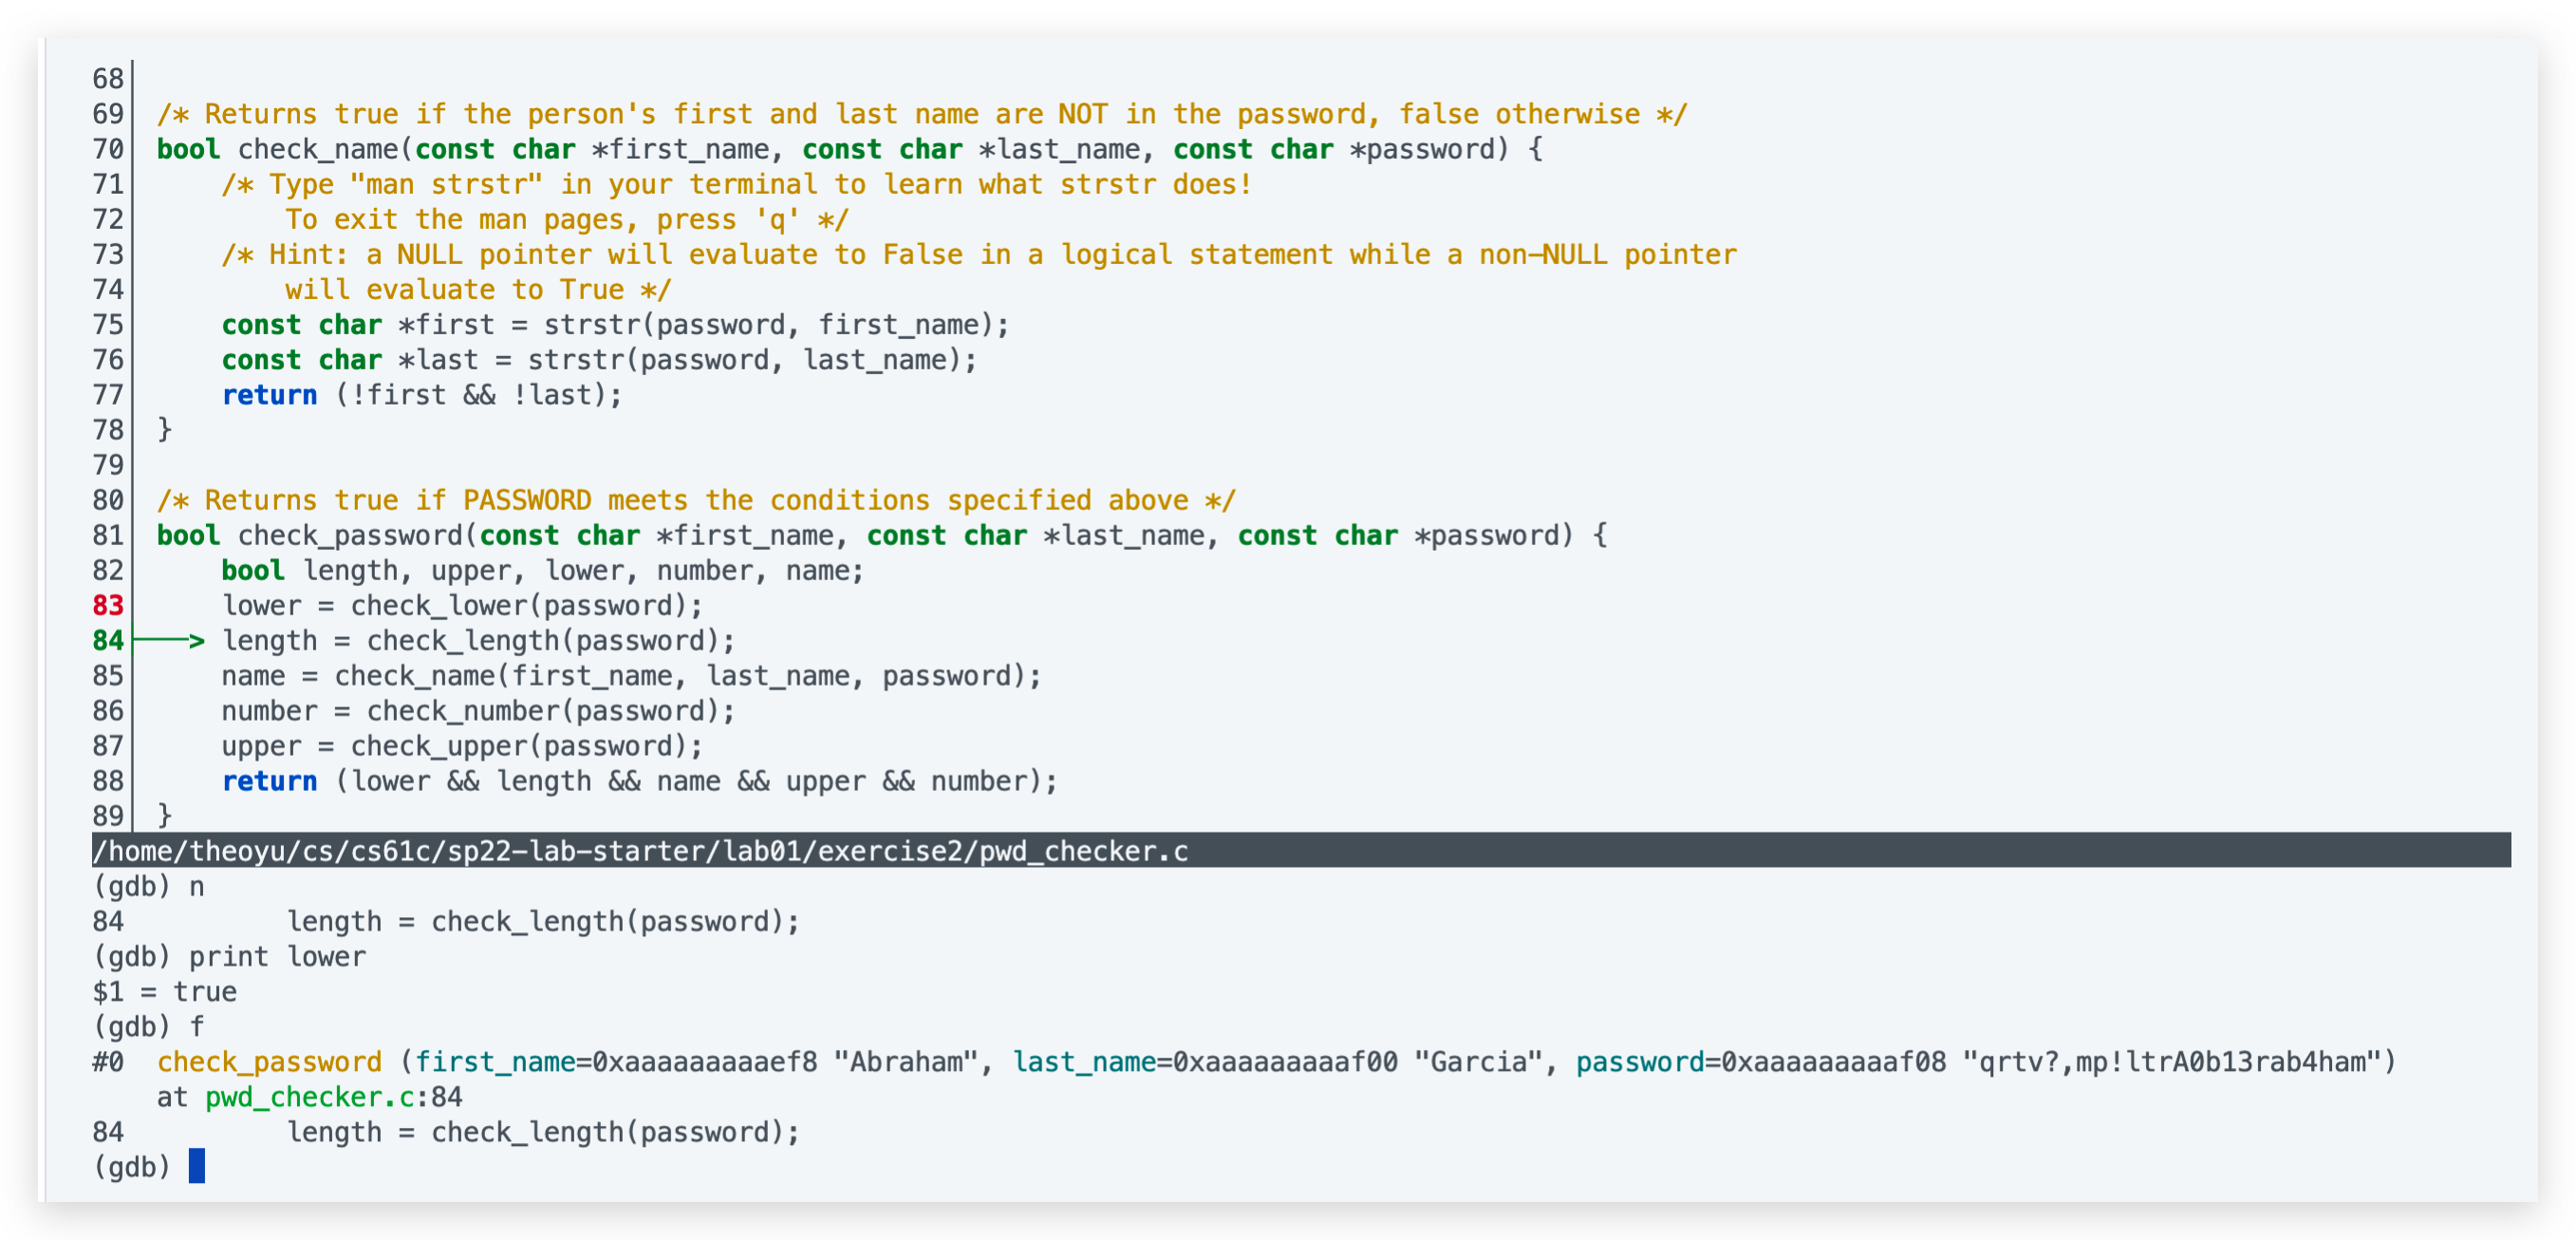 68
69 /* Returns true if the person's first and last name are NOT in the password, false otherwise */
70 bool check_name(const char *first_name, const char *last_name, const char *password) {
71     /* Type "man strstr" in your terminal to learn what strstr does!
72         To exit the man pages, press 'q' */
73     /* Hint: a NULL pointer will evaluate to False in a logical statement while a non-NULL pointer
74         will evaluate to True */
75     const char *first = strstr(password, first_name);
76     const char *last = strstr(password, last_name);
77     return (!first && !last);
78 }
79
80 /* Returns true if PASSWORD meets the conditions specified above */
81 bool check_password(const char *first_name, const char *last_name, const char *password) {
82     bool length, upper, lower, number, name;
83     lower = check_lower(password);
84 ──> length = check_length(password);
85     name = check_name(first_name, last_name, password);
86     number = check_number(password);
87     upper = check_upper(password);
88     return (lower && length && name && upper && number);
89 }
/home/theoyu/cs/cs61c/sp22-lab-starter/lab01/exercise2/pwd_checker.c
(gdb) n
84          length = check_length(password);
(gdb) print lower
$1 = true
(gdb) f
#0  check_password (first_name=0xaaaaaaaaaef8 "Abraham", last_name=0xaaaaaaaaaf00 "Garcia", password=0xaaaaaaaaaf08 "qrtv?,mp!ltrA0b13rab4ham")
    at pwd_checker.c:84
84          length = check_length(password);
(gdb)